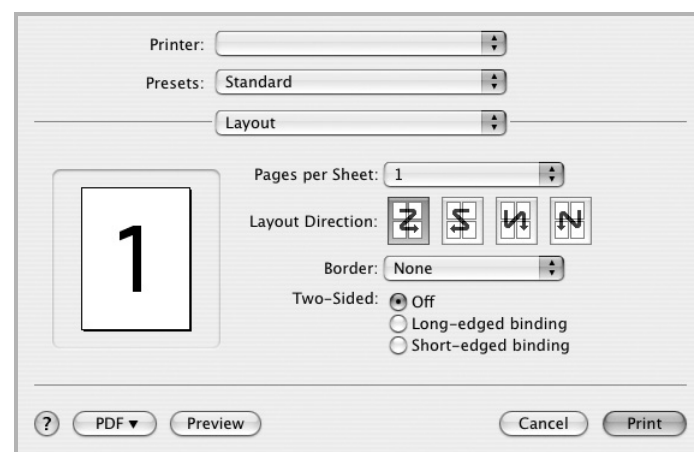 Printer:
Presets: Standard
Layout
Pages per Sheet: 1
1
Layout Direction:
Border: None
Two-Sided: Off
Long-edged binding
Short-edged binding
? PDF▼ Preview Cancel Print